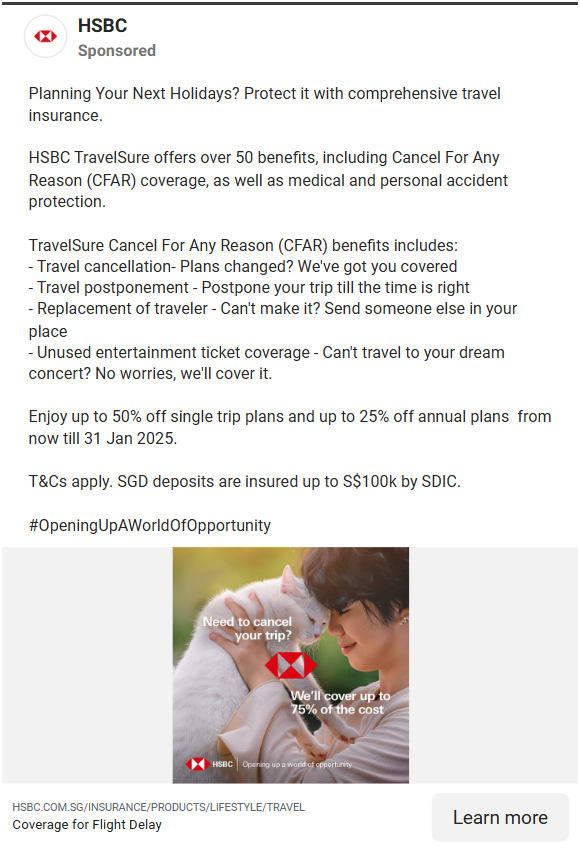 HSBC
Sponsored
Planning Your Next Holidays? Protect it with comprehensive travel
insurance.
HSBC TravelSure offers over 50 benefits, including Cancel For Any
Reason (CFAR) coverage, as well as medical and personal accident
protection.
TravelSure Cancel For Any Reason (CFAR) benefits includes:
- Travel cancellation- Plans changed? We've got you covered
- Travel postponement - Postpone your trip till the time is right
- Replacement of traveler - Can't make it? Send someone else in your
place
- Unused entertainment ticket coverage - Can't travel to your dream
concert? No worries, we'll cover it.
Enjoy up to 50% off single trip plans and up to 25% off annual plans  from
now till 31 Jan 2025.
T&Cs apply. SGD deposits are insured up to S$100k by SDIC.
#OpeningUpAWorldOfOpportunity
Need to cancel
your trip?
We'll cover up to
75% of the cost
HSBC | Opening up a world of opportunity
HSBC.COM.SG/INSURANCE/PRODUCTS/LIFESTYLE/TRAVEL
Coverage for Flight Delay
Learn more